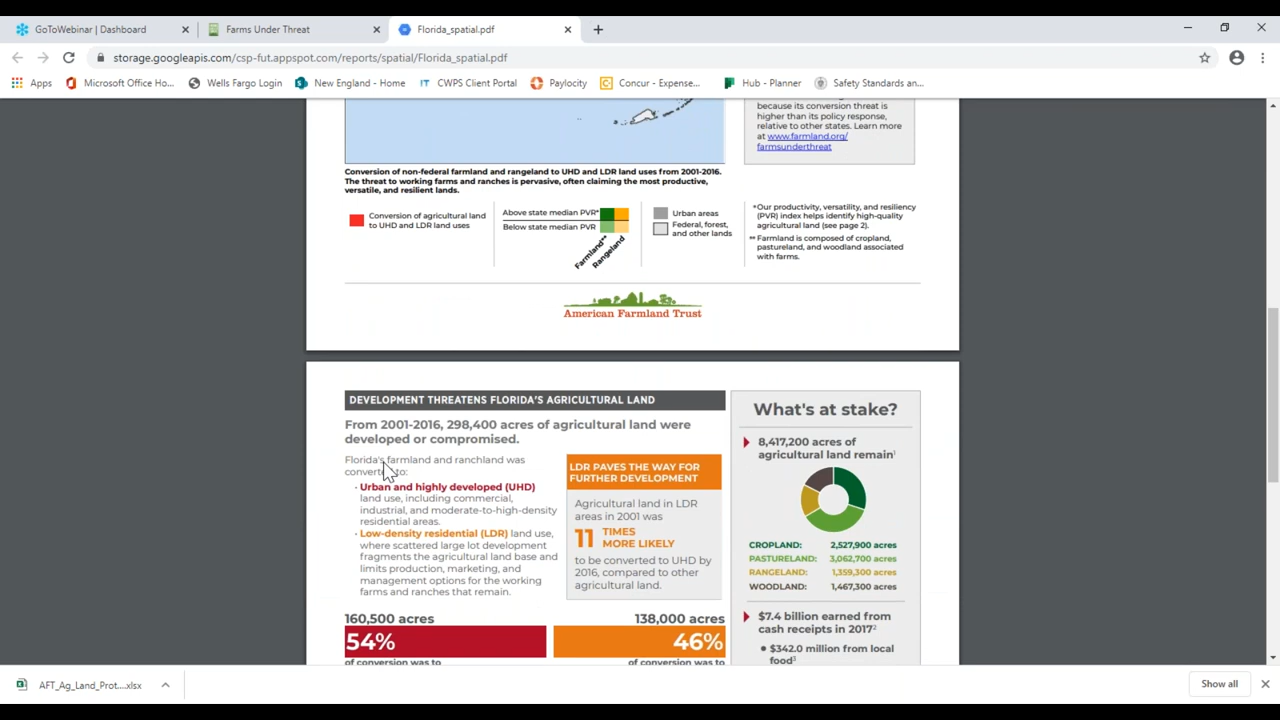 GoToWebinar | Dashboard
Farms Under Threat
Florida_spatial.pdf
storage.googleapis.com/csp-fut.appspot.com/reports/spatial/Florida_spatial.pdf
Apps
Microsoft Office Ho...
Wells Fargo Login
New England - Home
IT CWPS Client Portal
Paylocity
Concur - Expense...
Hub - Planner
Safety Standards an...
because its conversion threat is
higher than its policy response,
relative to other states. Learn more
at www.farmland.org/
farmsunderthreat
Conversion of non-federal farmland and rangeland to UHD and LDR land uses from 2001-2016.
The threat to working farms and ranches is pervasive, often claiming the most productive,
versatile, and resilient lands.
Conversion of agricultural land
to UHD and LDR land uses
Above state median PVR*
Below state median PVR
Farmland**
Rangeland
Urban areas
Federal, forest,
and other lands
*Our productivity, versatility, and resiliency
(PVR) index helps identify high-quality
agricultural land (see page 2).
** Farmland is composed of cropland,
pastureland, and woodland associated
with farms.
American Farmland Trust
DEVELOPMENT THREATENS FLORIDA'S AGRICULTURAL LAND
From 2001-2016, 298,400 acres of agricultural land were
developed or compromised.
Florida's farmland and ranchland was
converted to:
· Urban and highly developed (UHD)
land use, including commercial,
industrial, and moderate-to-high-density
residential areas.
· Low-density residential (LDR) land use,
where scattered large lot development
fragments the agricultural land base and
limits production, marketing, and
management options for the working
farms and ranches that remain.
LDR PAVES THE WAY FOR
FURTHER DEVELOPMENT
Agricultural land in LDR
areas in 2001 was
11 TIMES
MORE LIKELY
to be converted to UHD by
2016, compared to other
agricultural land.
160,500 acres
138,000 acres
54%
46%
of conversion was to
of conversion was to
What's at stake?
8,417,200 acres of
agricultural land remain¹
CROPLAND: 2,527,900 acres
PASTURELAND: 3,062,700 acres
RANGELAND: 1,359,300 acres
WOODLAND: 1,467,300 acres
$7.4 billion earned from
cash receipts in 2017²
• $342.0 million from local
food³
AFT_Ag_Land_Prot....xlsx
Show all